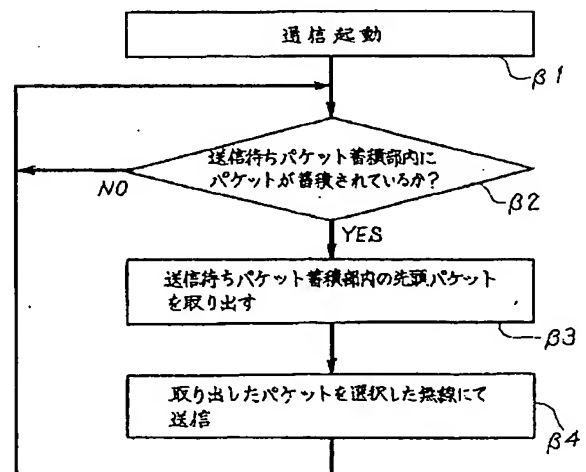 通信起動
β1
送信待ちパケット蓄積部内に
パケットが蓄積されているか?
NO
β2
YES
送信待ちパケット蓄積部内の先頭パケット
を取り出す
β3
取り出したパケットを選択した無線にて
送信
β4